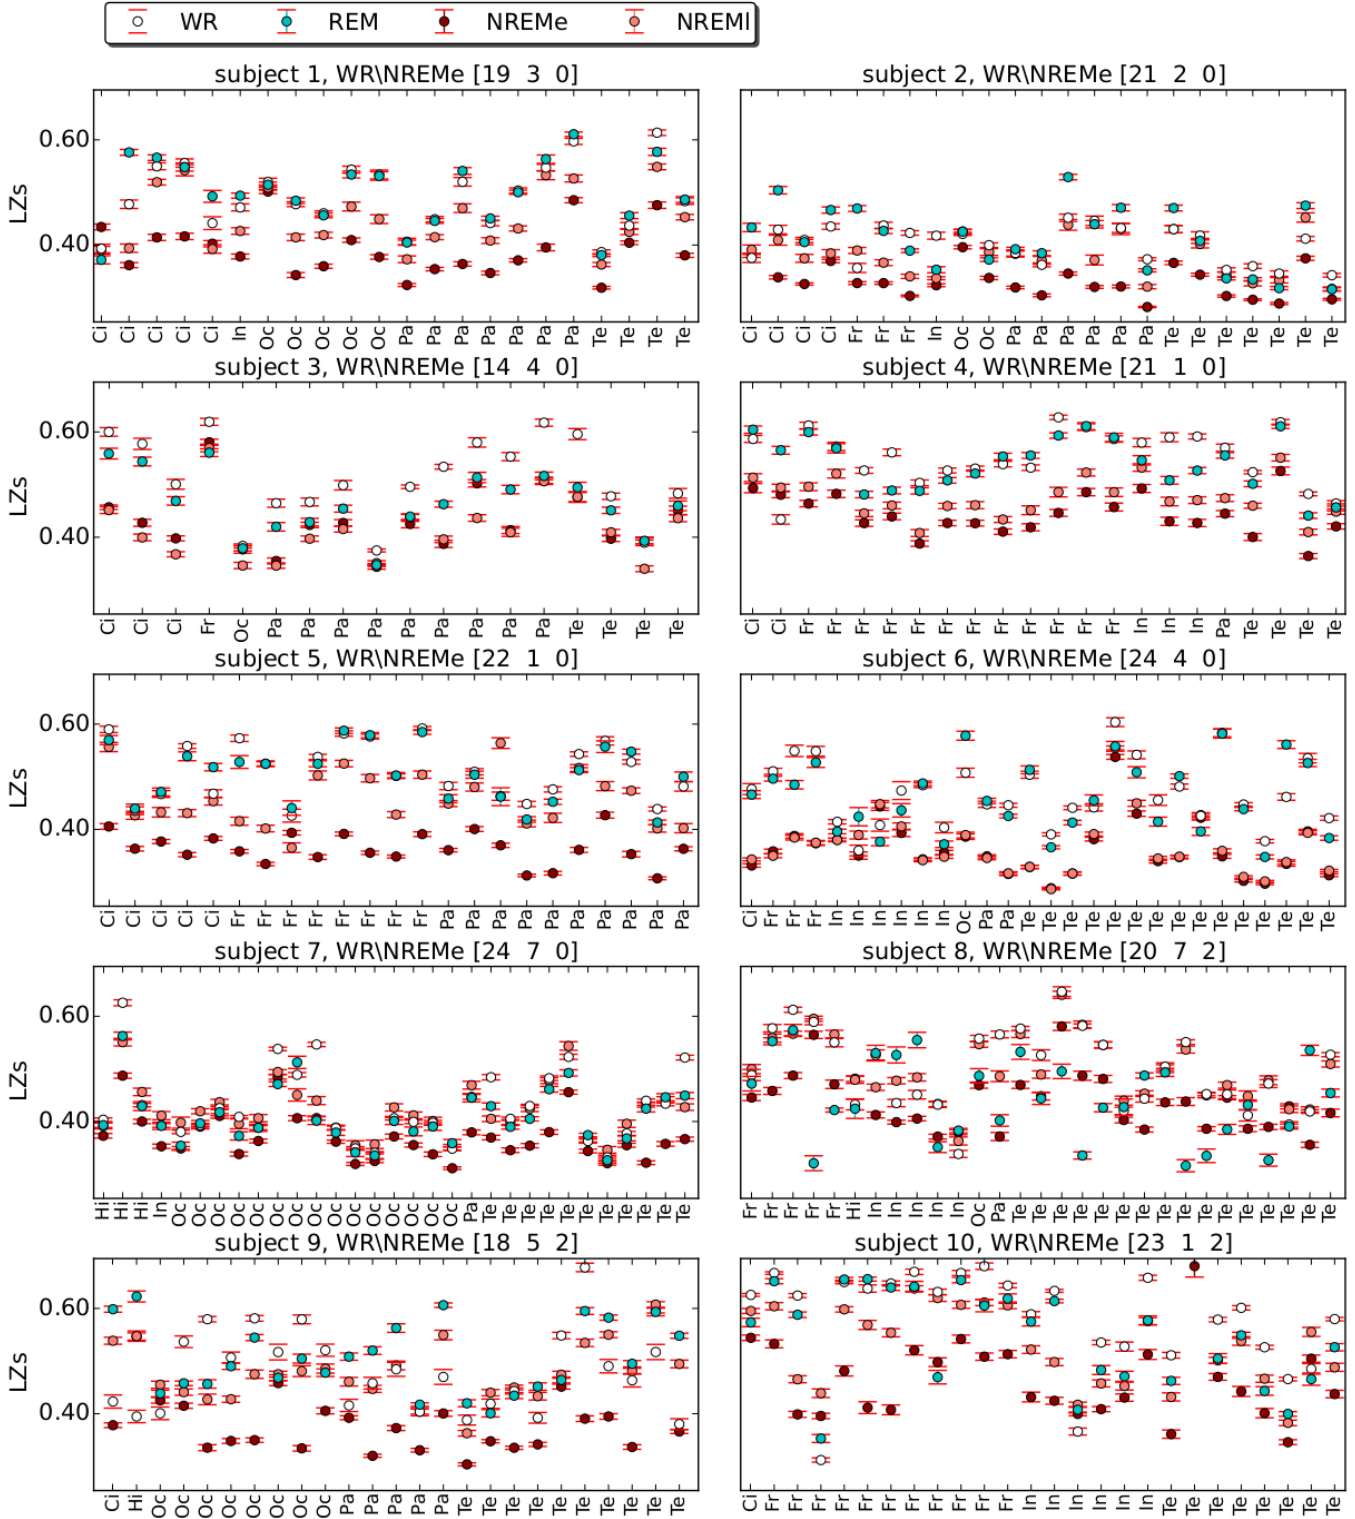 WR REM NREMe NREMl
subject 1, WR\NREMe [19 3 0]
subject 2, WR\NREMe [21 2 0]
0.60
0.40
LZs
Ci Ci Ci Ci Ci In Oc Oc Oc Oc Oc Pa Pa Pa Pa Pa Pa Pa Te Te Te Te
Ci Ci Ci Ci Fr Fr Fr In Oc Oc Pa Pa Pa Pa Pa Pa Te Te Te Te Te Te Te
subject 3, WR\NREMe [14 4 0]
subject 4, WR\NREMe [21 1 0]
0.60
0.40
LZs
Ci Ci Ci Fr Oc Pa Pa Pa Pa Pa Pa Pa Pa Pa Te Te Te Te
Ci Ci Fr Fr Fr Fr Fr Fr Fr Fr Fr Fr Fr Fr In In In Pa Te Te Te Te
subject 5, WR\NREMe [22 1 0]
subject 6, WR\NREMe [24 4 0]
0.60
0.40
LZs
Ci Ci Ci Ci Ci Fr Fr Fr Fr Fr Fr Fr Fr Pa Pa Pa Pa Pa Pa Pa Pa Pa Pa
Ci Fr Fr Fr In In In In In In Oc Pa Pa Te Te Te Te Te Te Te Te Te Te Te Te Te Te Te
subject 7, WR\NREMe [24 7 0]
subject 8, WR\NREMe [20 7 2]
0.60
0.40
LZs
Hi Hi Hi In Oc Oc Oc Oc Oc Oc Oc Oc Oc Oc Oc Oc Oc Oc Oc Pa Te Te Te Te Te Te Te Te Te Te Te
Fr Fr Fr Fr Fr Hi In In In In In Oc Pa Te Te Te Te Te Te Te Te Te Te Te Te Te Te Te Te
subject 9, WR\NREMe [18 5 2]
subject 10, WR\NREMe [23 1 2]
0.60
0.40
LZs
Ci Hi Oc Oc Oc Oc Oc Oc Oc Oc Pa Pa Pa Pa Pa Te Te Te Te Te Te Te Te Te Te
Ci Fr Fr Fr Fr Fr Fr Fr Fr Fr Fr In In In In In In In Te Te Te Te Te Te Te Te